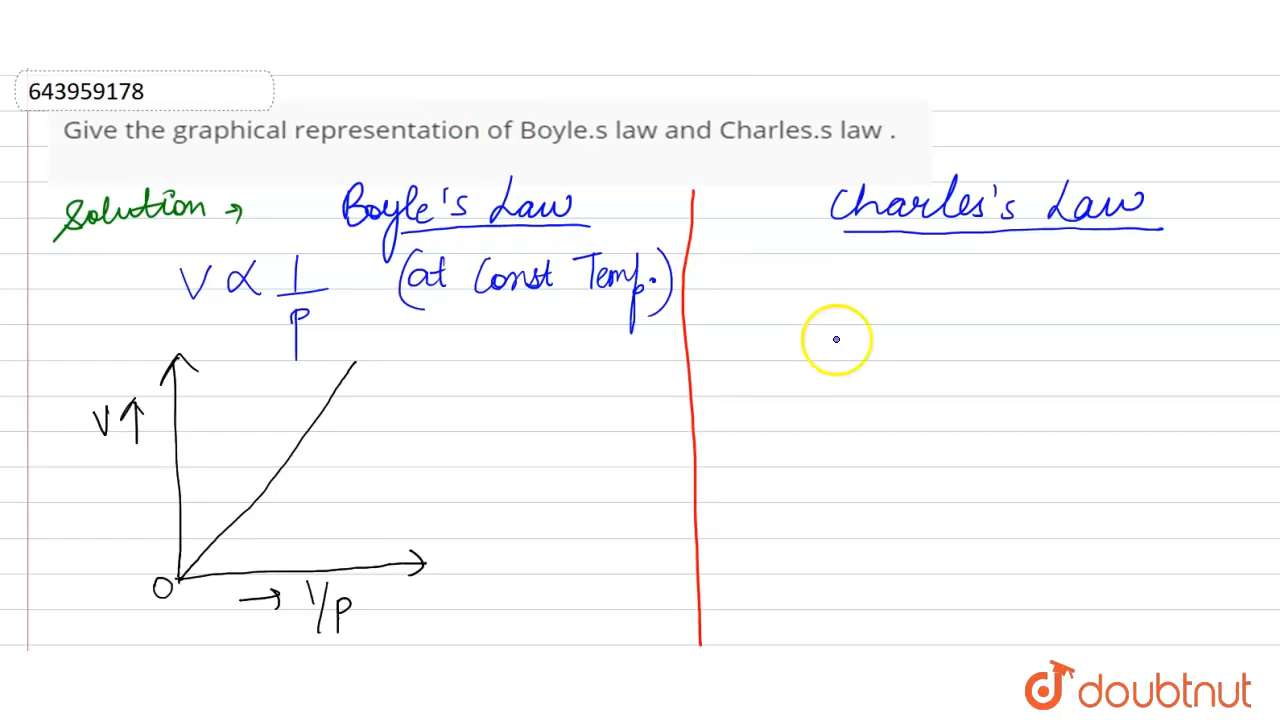 643959178
Give the graphical representation of Boyle.s law and Charles.s law .
Solution → Boyle's Law
V ∝ 1/P (at Const Temp.)
V ↑
O
→ 1/P
Charles's Law
doubtnut